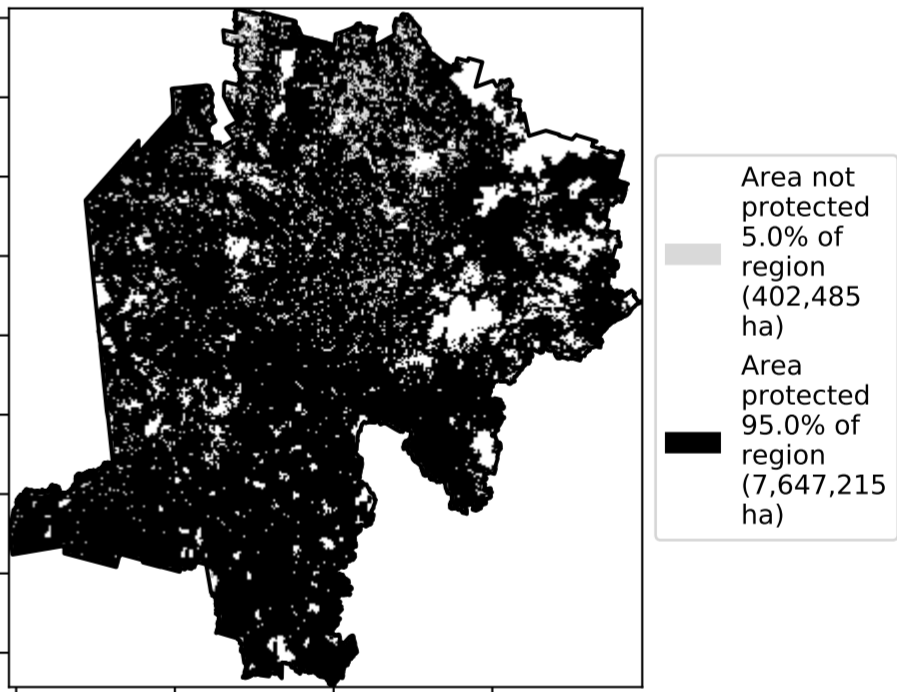 Area not
protected
5.0% of
region
(402,485
ha)
Area
protected
95.0% of
region
(7,647,215
ha)